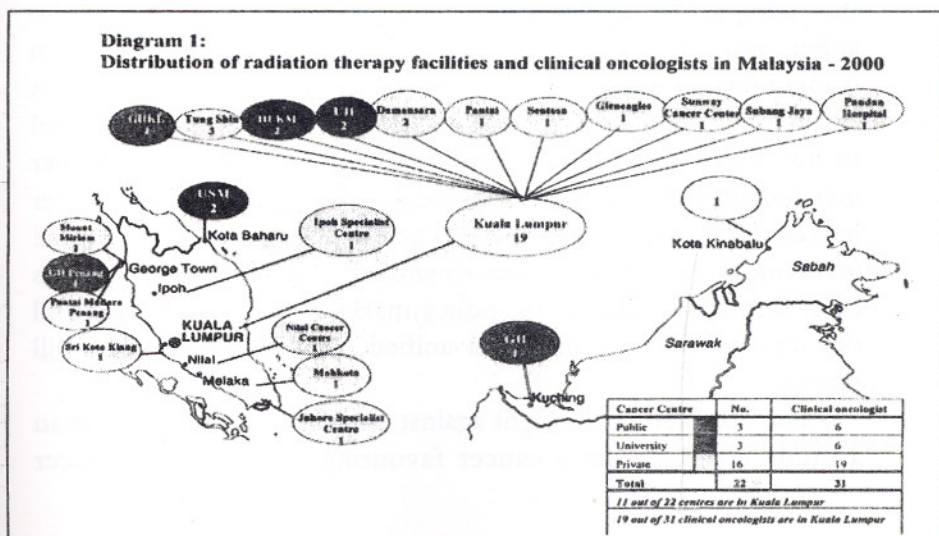 Diagram 1:
Distribution of radiation therapy facilities and clinical oncologists in Malaysia - 2000
GHKL
Tung Shin
3
HUKM
2
UH
2
Damansara
2
Pantai
1
Sentosa
1
Gleneagles
1
Sunway
Cancer Center
1
Subang Jaya
1
Pandan
Hospital
1
USM
2
Kota Baharu
Ipoh Specialist
Centre
1
Kuala Lumpur
19
1
Kota Kinabalu
Sabah
Mount
Miriam
George Town
GH Penang
Ipoh
Pantai Mutiara
Penang
1
KUALA
LUMPUR
Nilai Cancer
Centre
1
Sri Kota Klang
1
Nilai
Melaka
Mahkota
1
Johore Specialist
Centre
1
GH
Kuching
Sarawak
Cancer Centre No. Clinical oncologist
Public 3 6
University 3 6
Private 16 19
Total 22 31
11 out of 22 centres are in Kuala Lumpur
19 out of 31 clinical oncologists are in Kuala Lumpur